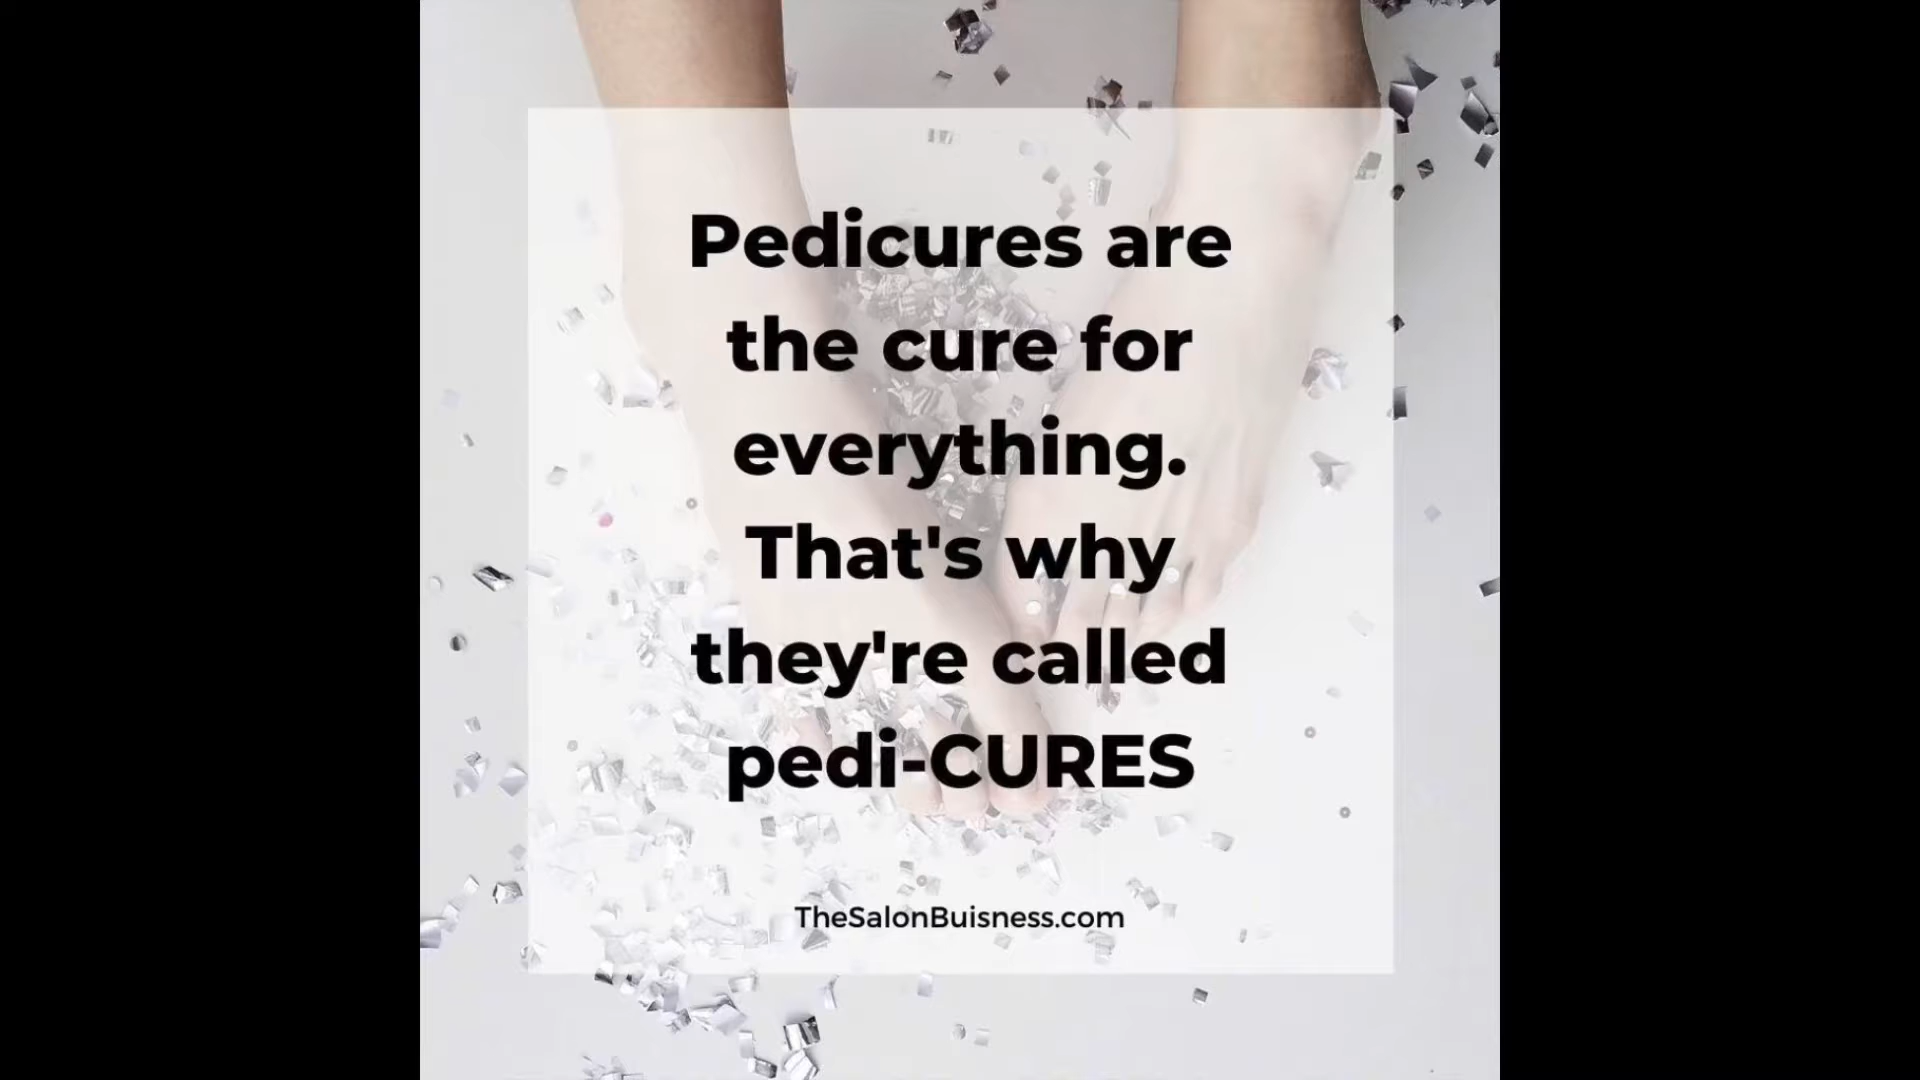 Pedicures are
the cure for
everything.
That's why
they're called
pedi-CURES
TheSalonBuisness.com